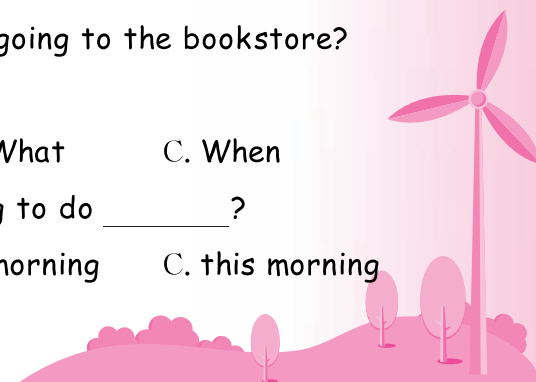 going to the bookstore?
What C. When
g to do ________?
morning C. this morning